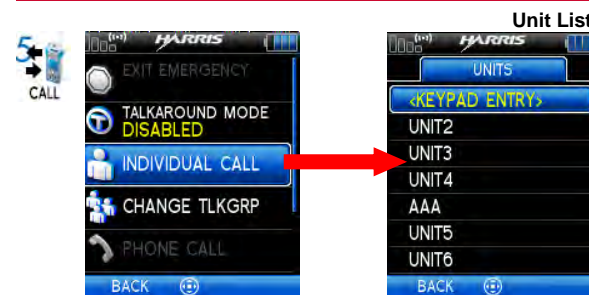 Unit List
5
CALL
HARRIS
EXIT EMERGENCY
TALKAROUND MODE
DISABLED
INDIVIDUAL CALL
CHANGE TLKGRP
PHONE CALL
BACK
HARRIS
UNITS
<KEYPAD ENTRY>
UNIT2
UNIT3
UNIT4
AAA
UNIT5
UNIT6
BACK